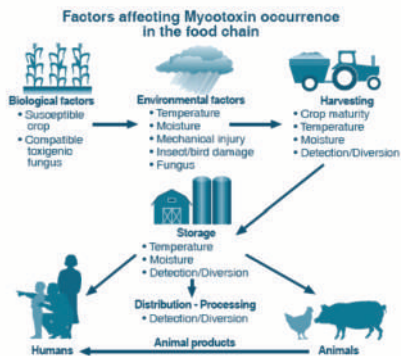 Factors affecting Mycotoxin occurrence
in the food chain
Biological factors
• Susceptible
crop
• Compatible
toxigenic
fungus
Environmental factors
• Temperature
• Moisture
• Mechanical injury
• Insect/bird damage
• Fungus
Harvesting
• Crop maturity
• Temperature
• Moisture
• Detection/Diversion
Storage
• Temperature
• Moisture
• Detection/Diversion
Distribution - Processing
• Detection/Diversion
Humans
Animal products
Animals